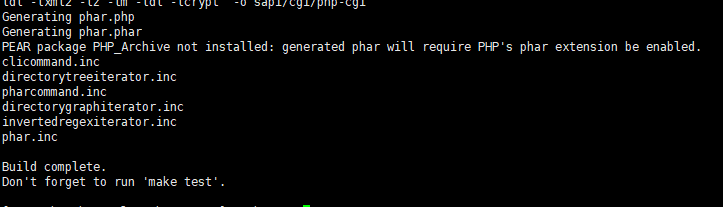 ldl -lxml2 -lz -lm -ldl -lcrypt -o sapi/cgi/php-cgi
Generating phar.php
Generating phar.phar
PEAR package PHP_Archive not installed: generated phar will require PHP's phar extension be enabled.
clicommand.inc
directorytreeiterator.inc
pharcommand.inc
directorygraphiterator.inc
invertedregexiterator.inc
phar.inc
Build complete.
Don't forget to run 'make test'.